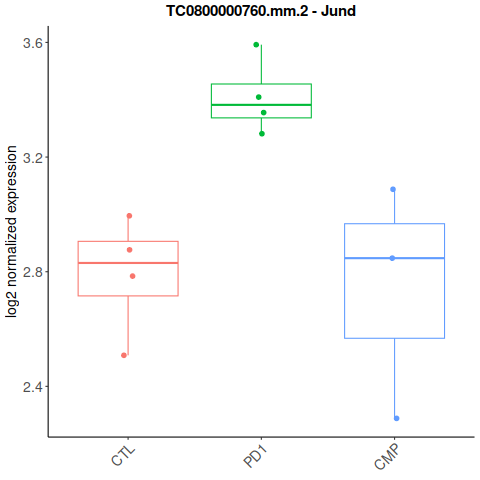 TC0800000760.mm.2 - Jund
log2 normalized expression
3.6
3.2
2.8
2.4
CTL
PD1
CMP